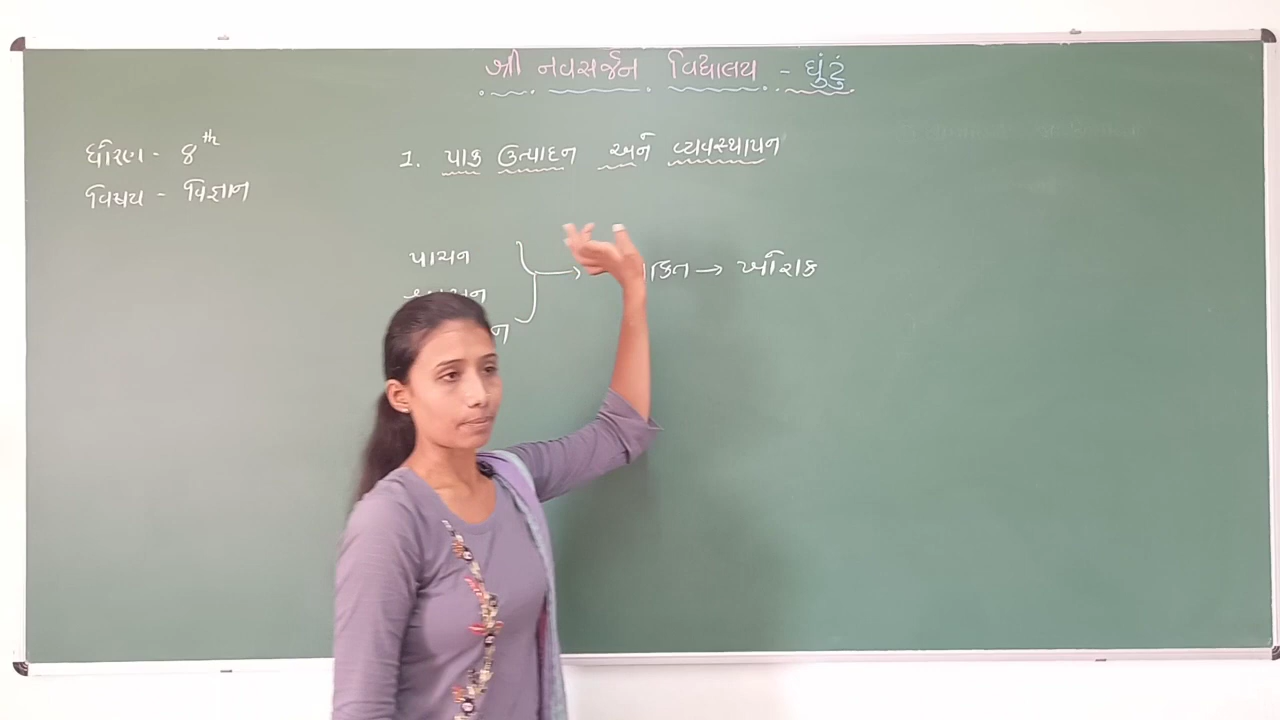 શ્રી નવસર્જન વિદ્યાલય - ઘુંટું
ધોરણ - 8th
વિષય - વિજ્ઞાન
1. પાક ઉત્પાદન અને વ્યવસ્થાપન
પાચન
→ ખોરાક